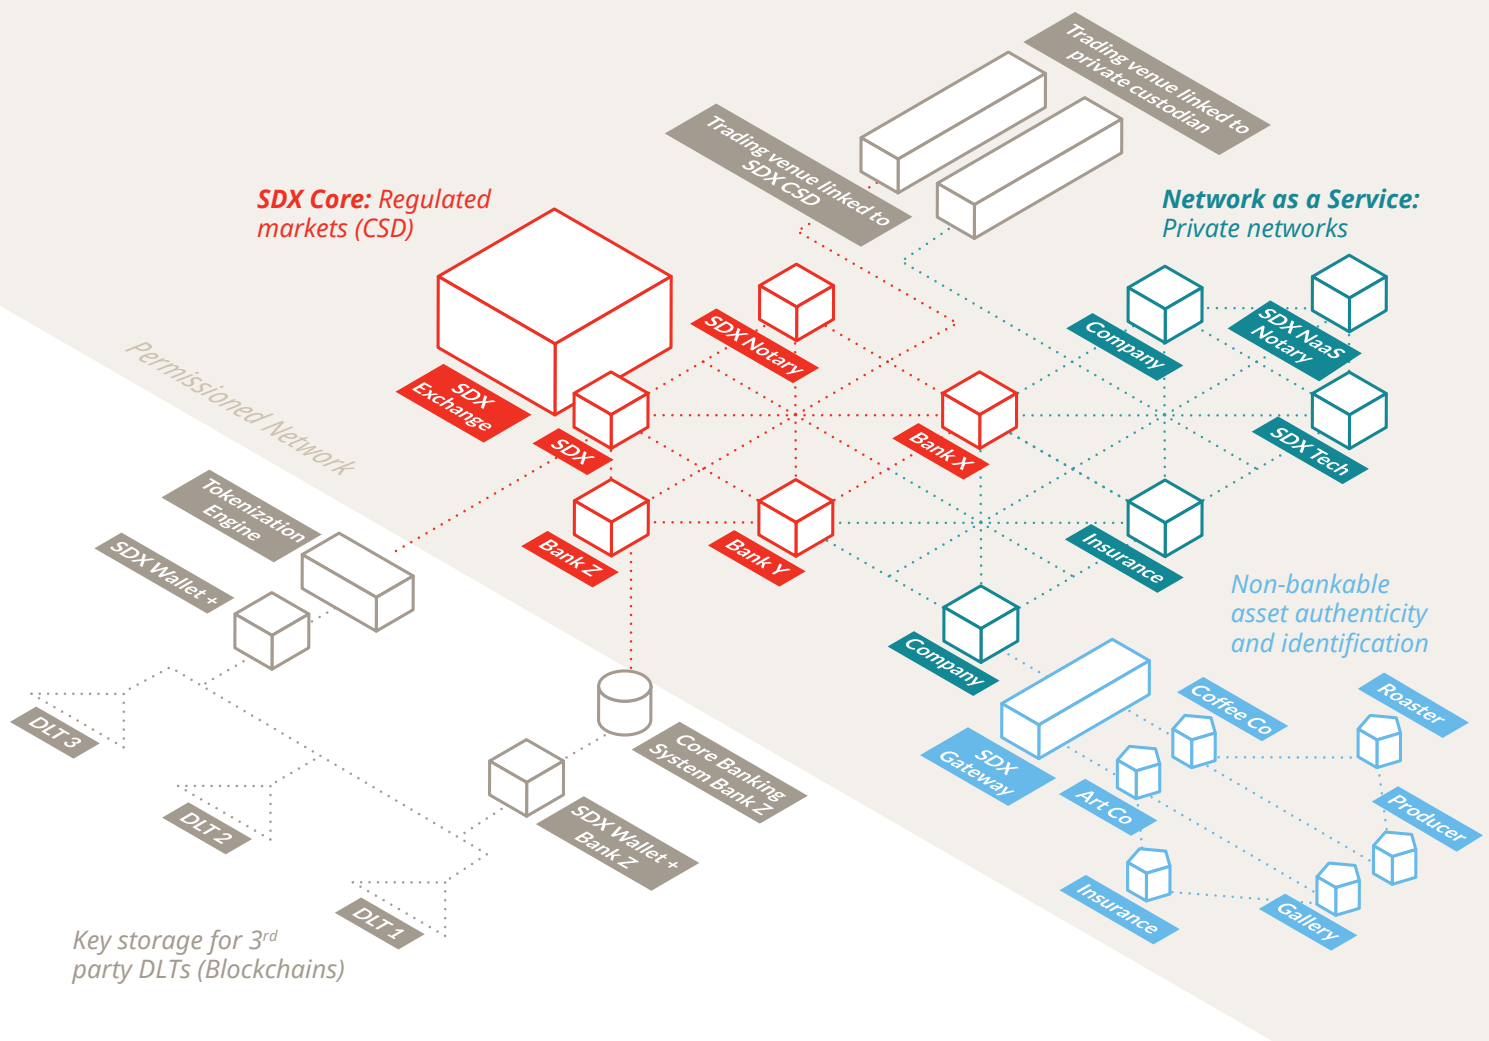 Trading venue linked to
private custodian
Trading venue linked to
SDX CSD
SDX Core: Regulated
markets (CSD)
Network as a Service:
Private networks
SDX Notary
Company
SDX NaaS
Notary
Permissioned Network
SDX
Exchange
SDX
Bank X
SDX Tech
Tokenization
Engine
SDX Wallet +
Bank Z
Bank Y
Insurance
Non-bankable
asset authenticity
and identification
Company
DLT 3
Core Banking
System Bank Z
SDX
Gateway
Coffee Co
Roaster
DLT 2
SDX Wallet +
Bank Z
Art Co
Producer
DLT 1
Insurance
Gallery
Key storage for 3rd
party DLTs (Blockchains)